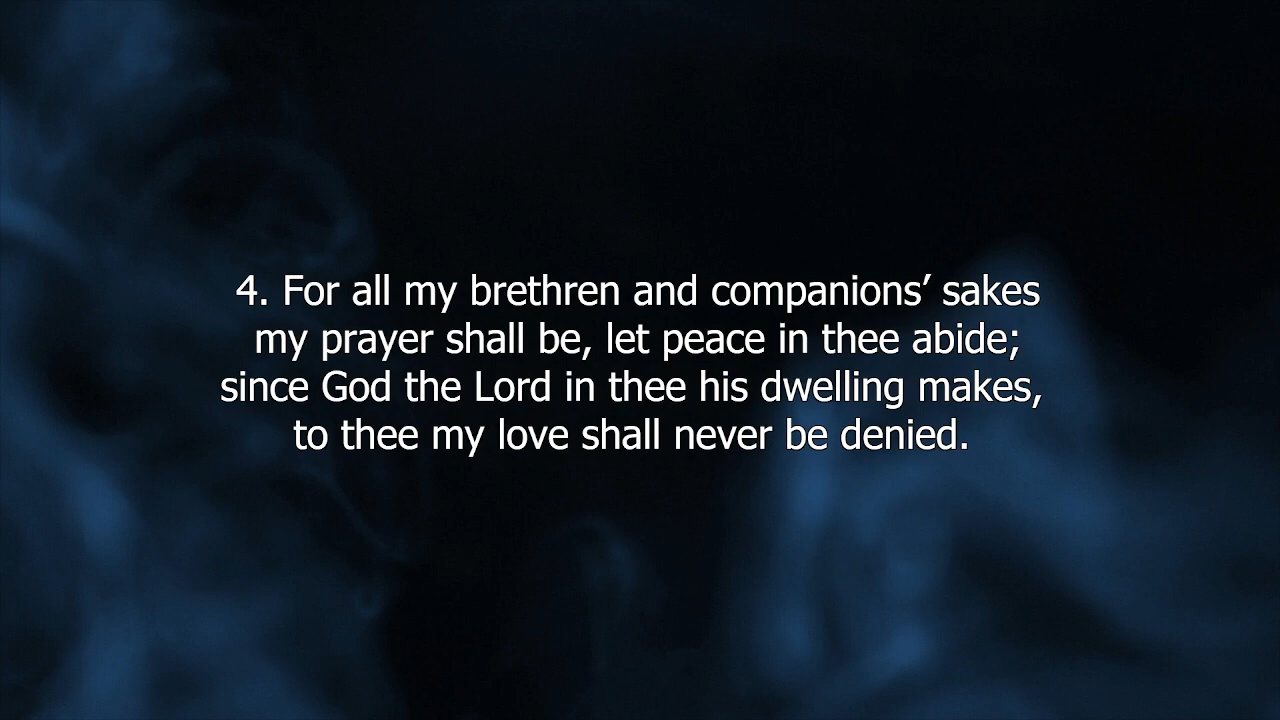 4. For all my brethren and companions’ sakes
my prayer shall be, let peace in thee abide;
since God the Lord in thee his dwelling makes,
to thee my love shall never be denied.